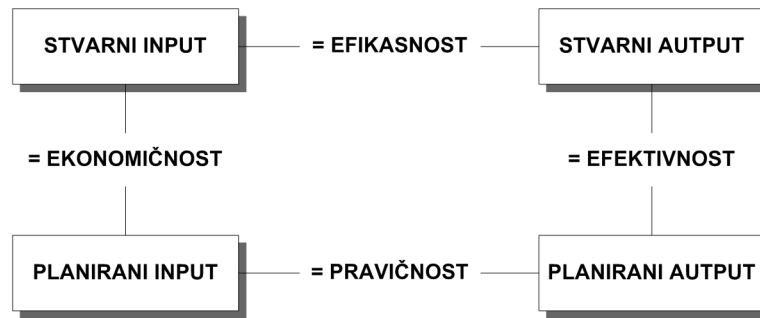 STVARNI INPUT = EFIKASNOST STVARNI AUTPUT
= EKONOMIČNOST = EFEKTIVNOST
PLANIRANI INPUT = PRAVIČNOST PLANIRANI AUTPUT